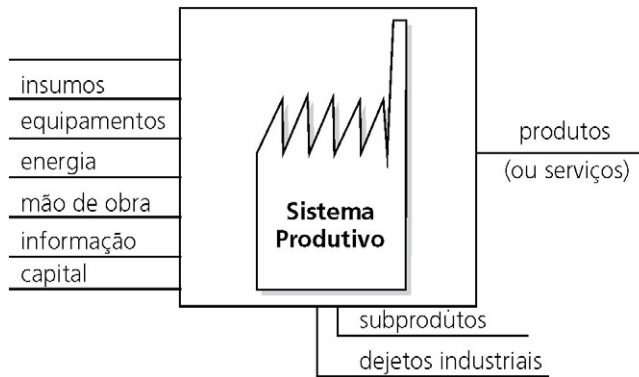 insumos
equipamentos
energia
mão de obra
informação
capital
Sistema
Produtivo
produtos
(ou serviços)
subprodutos
dejetos industriais